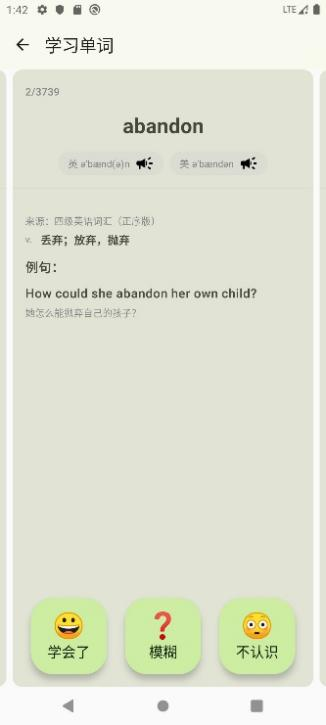 1:42
LTE
学习单词
2/3739
abandon
英 ə'bænd(ə)n 美 ə'bændən
来源：四级英语词汇（正序版）
v. 丢弃；放弃，抛弃
例句：
How could she abandon her own child?
她怎么能抛弃自己的孩子？
学会了 模糊 不认识